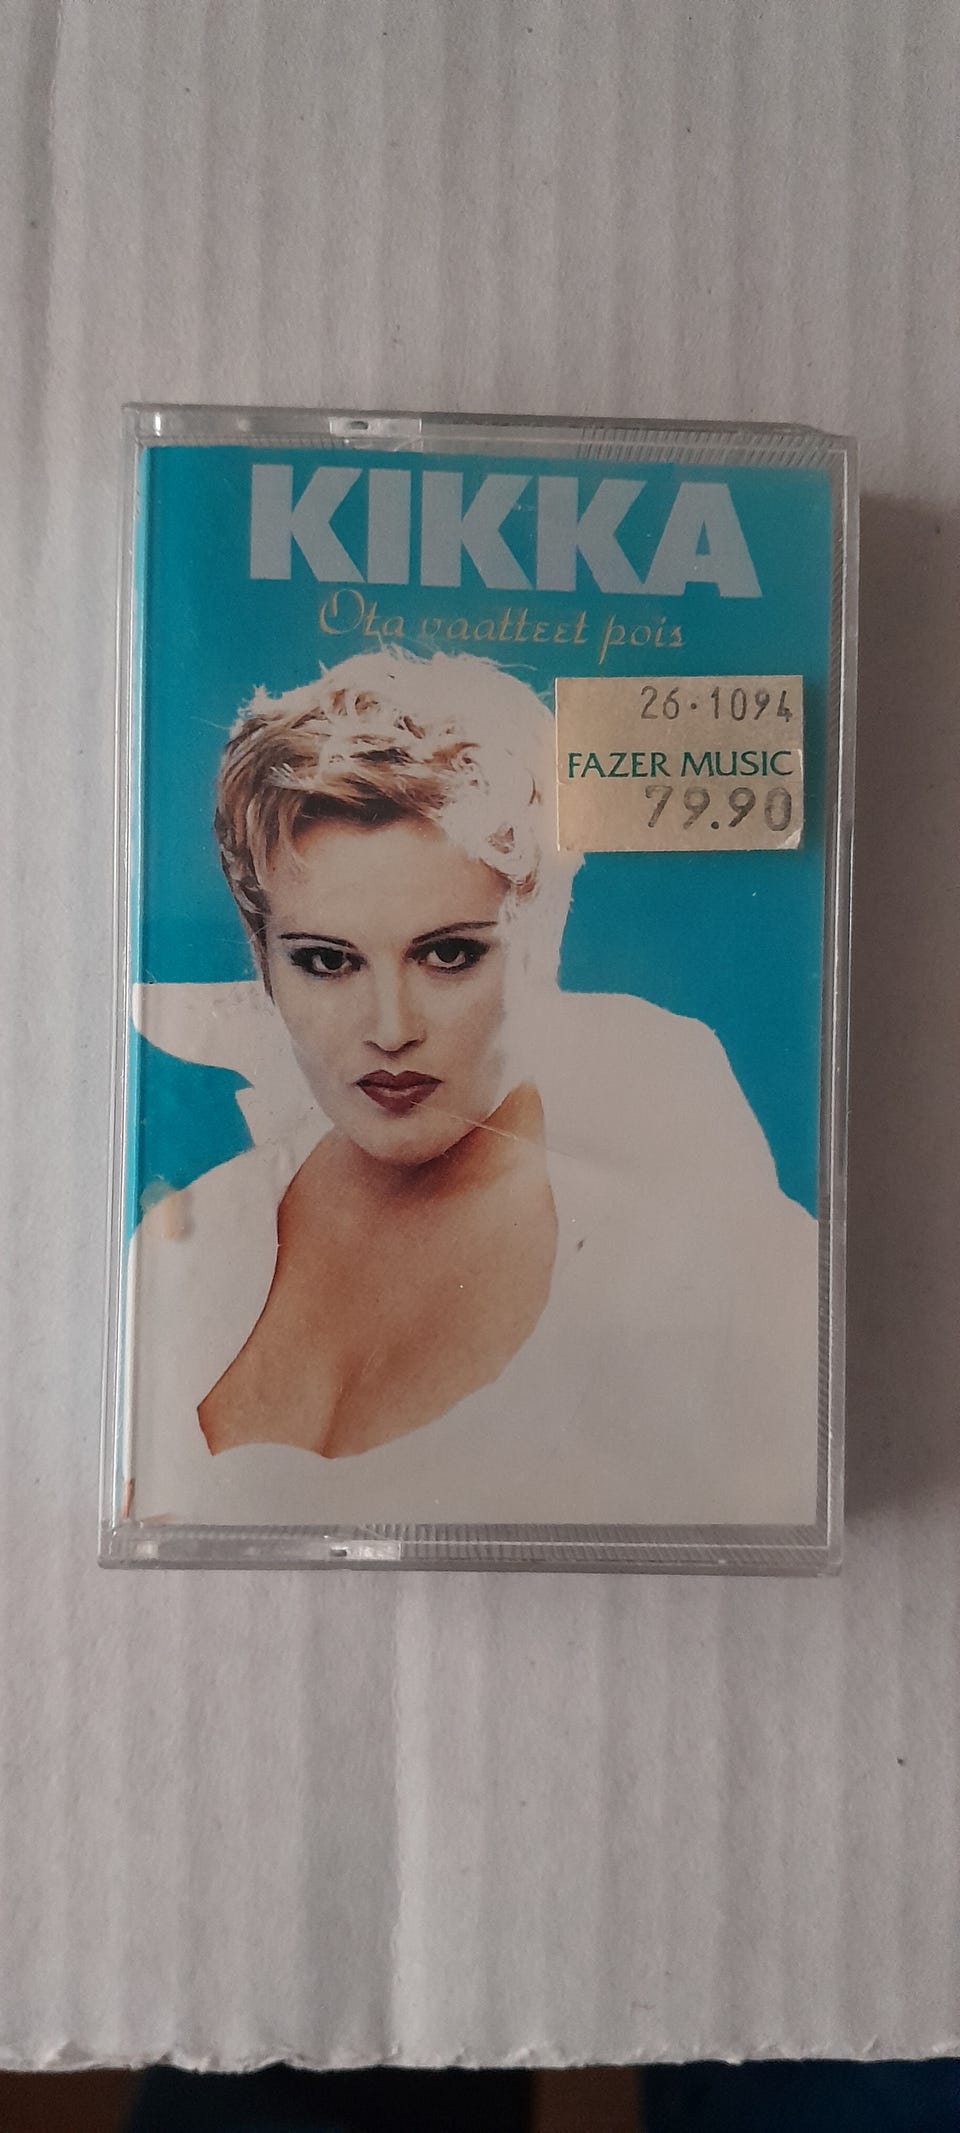 KIKKA
Ota vaatteet pois
26·1094
FAZER MUSIC
79.90